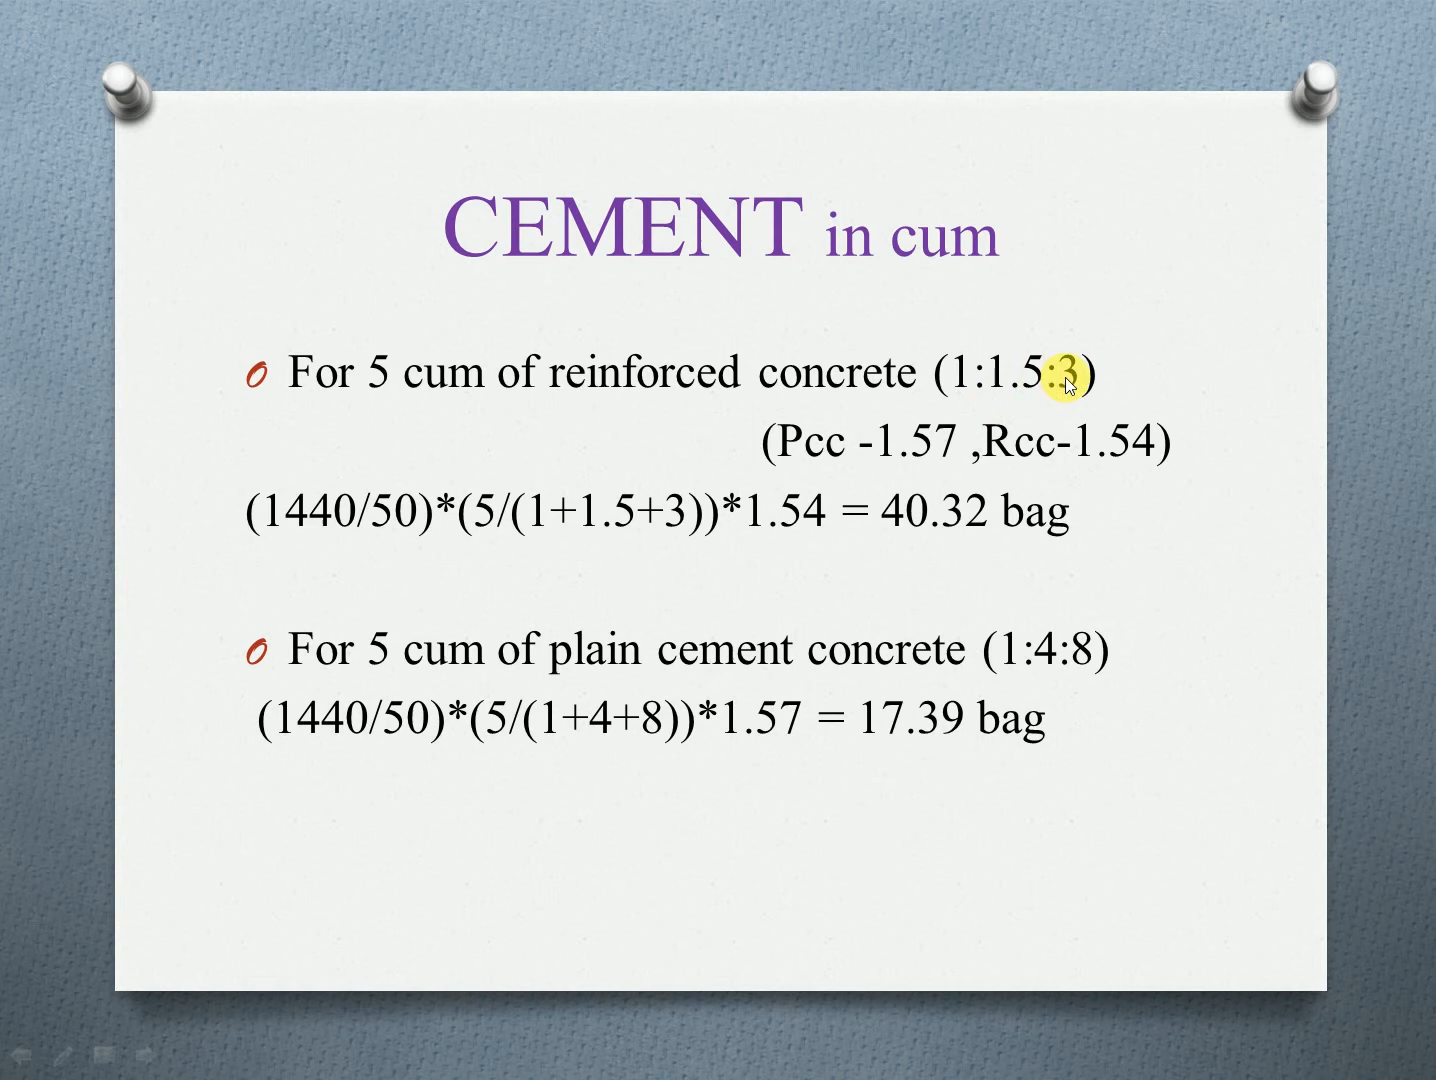 CEMENT in cum
For 5 cum of reinforced concrete (1:1.5:3)
(Pcc -1.57 ,Rcc-1.54)
(1440/50)*(5/(1+1.5+3))*1.54 = 40.32 bag
For 5 cum of plain cement concrete (1:4:8)
(1440/50)*(5/(1+4+8))*1.57 = 17.39 bag